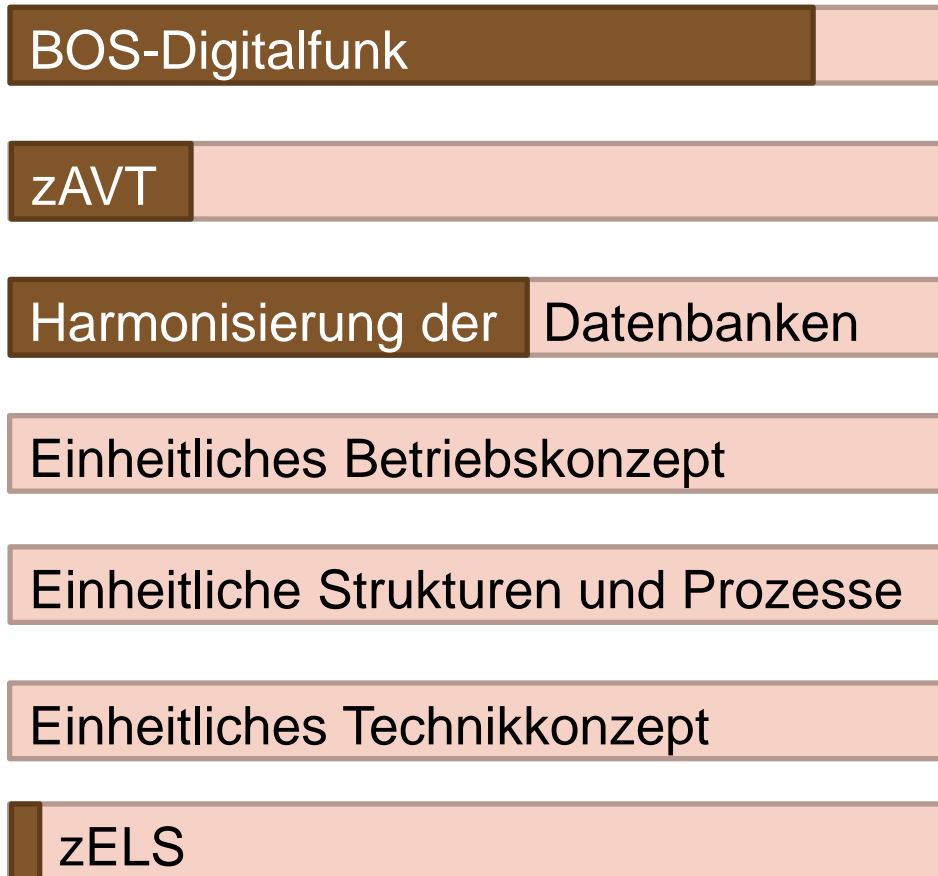 BOS-Digitalfunk
zAVT
Harmonisierung der Datenbanken
Einheitliches Betriebskonzept
Einheitliche Strukturen und Prozesse
Einheitliches Technikkonzept
zELS